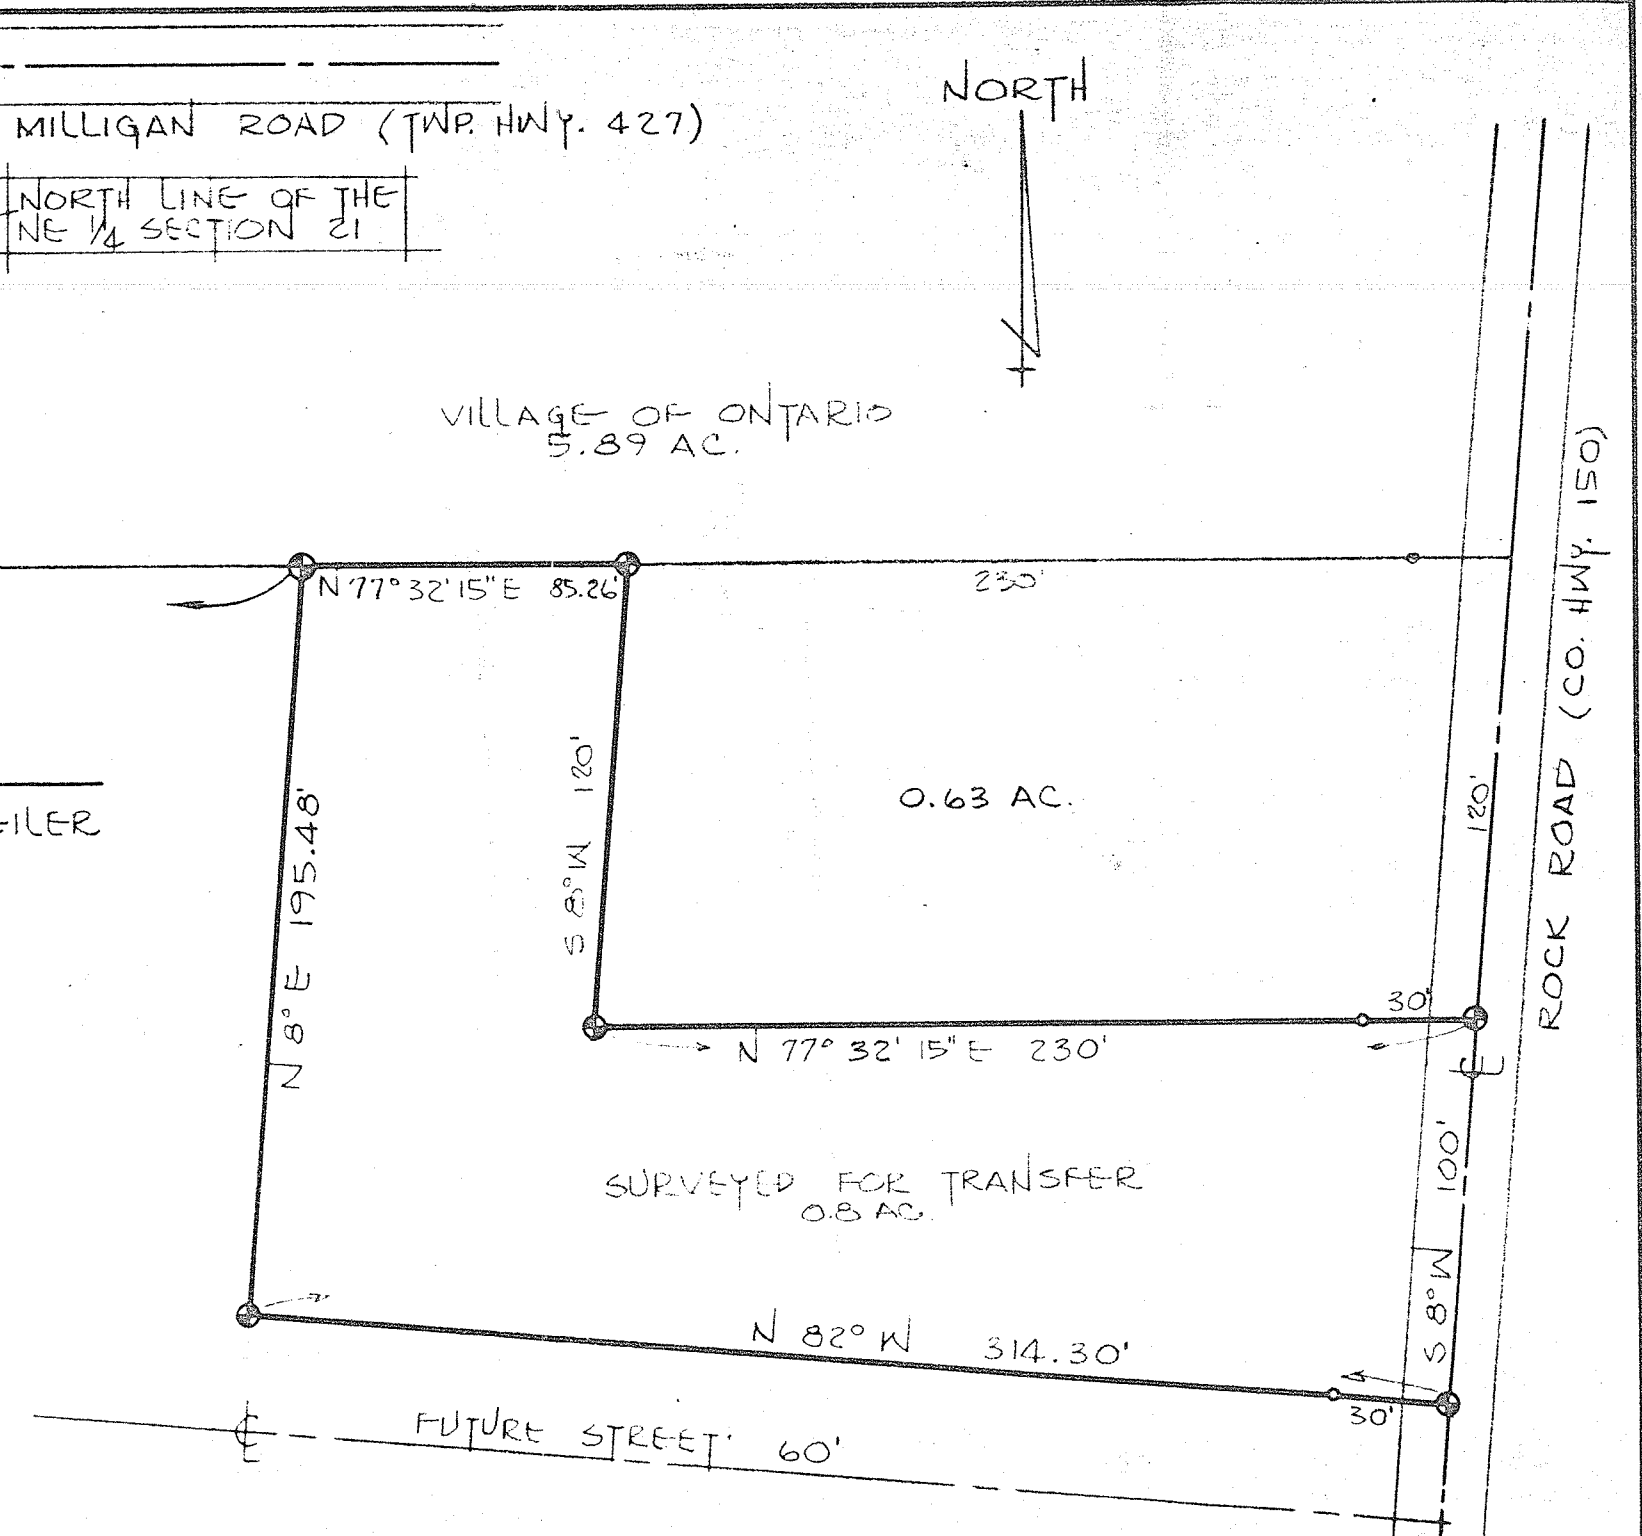 NORTH
MILLIGAN ROAD (TWP. HWY. 427)
NORTH LINE OF THE
NE 1/4 SECTION 21
VILLAGE OF ONTARIO
5.89 AC.
ROCK ROAD (CO. HWY. 150)
N 77° 32' 15" E 85.26'
230'
S 8° W 120'
0.63 AC.
120'
EILER
N 8° E 195.48'
30'
N 77° 32' 15" E 230'
℄
S 8° W 100'
SURVEYED FOR TRANSFER
0.8 AC.
N 82° W 314.30'
30'
℄
FUTURE STREET 60'